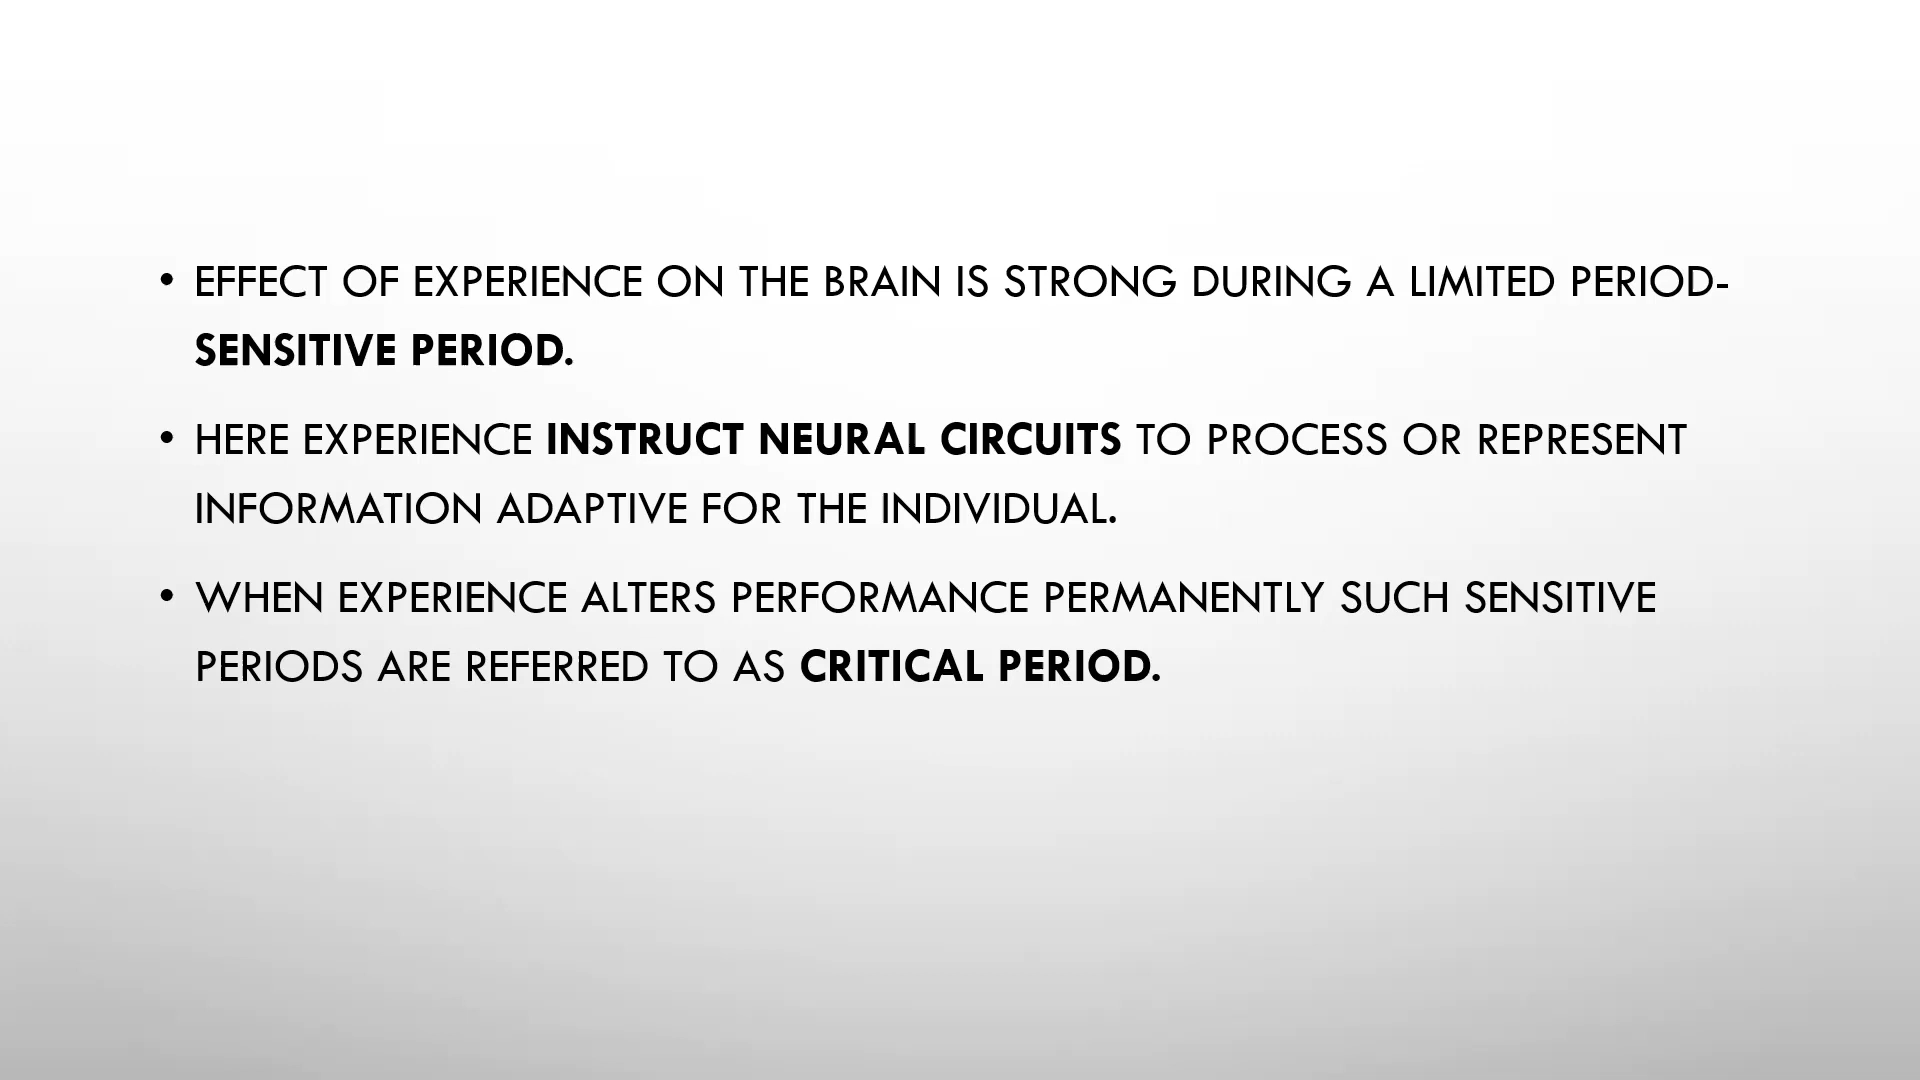 • EFFECT OF EXPERIENCE ON THE BRAIN IS STRONG DURING A LIMITED PERIOD-
SENSITIVE PERIOD.
• HERE EXPERIENCE INSTRUCT NEURAL CIRCUITS TO PROCESS OR REPRESENT
INFORMATION ADAPTIVE FOR THE INDIVIDUAL.
• WHEN EXPERIENCE ALTERS PERFORMANCE PERMANENTLY SUCH SENSITIVE
PERIODS ARE REFERRED TO AS CRITICAL PERIOD.